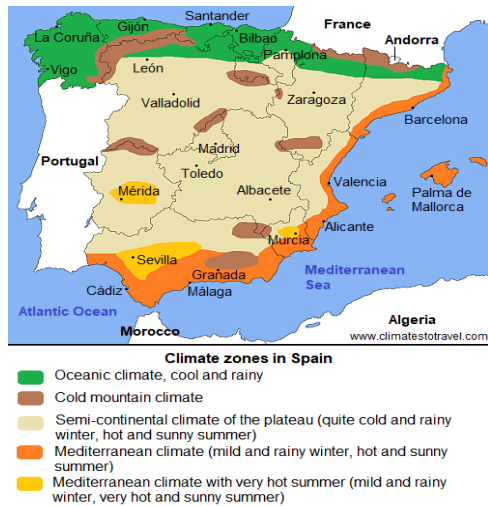 Santander
France
Gijón
La Coruña
Bilbao
Andorra
Pamplona
Vigo
León
Valladolid
Zaragoza
Barcelona
Madrid
Portugal
Toledo
Valencia
Mérida
Albacete
Palma de
Mallorca
Alicante
Murcia
Sevilla
Granada
Mediterranean
Sea
Cádiz
Málaga
Atlantic Ocean
Algeria
Morocco
www.climatestotravel.com
Climate zones in Spain
Oceanic climate, cool and rainy
Cold mountain climate
Semi-continental climate of the plateau (quite cold and rainy
winter, hot and sunny summer)
Mediterranean climate (mild and rainy winter, hot and sunny
summer)
Mediterranean climate with very hot summer (mild and rainy
winter, very hot and sunny summer)